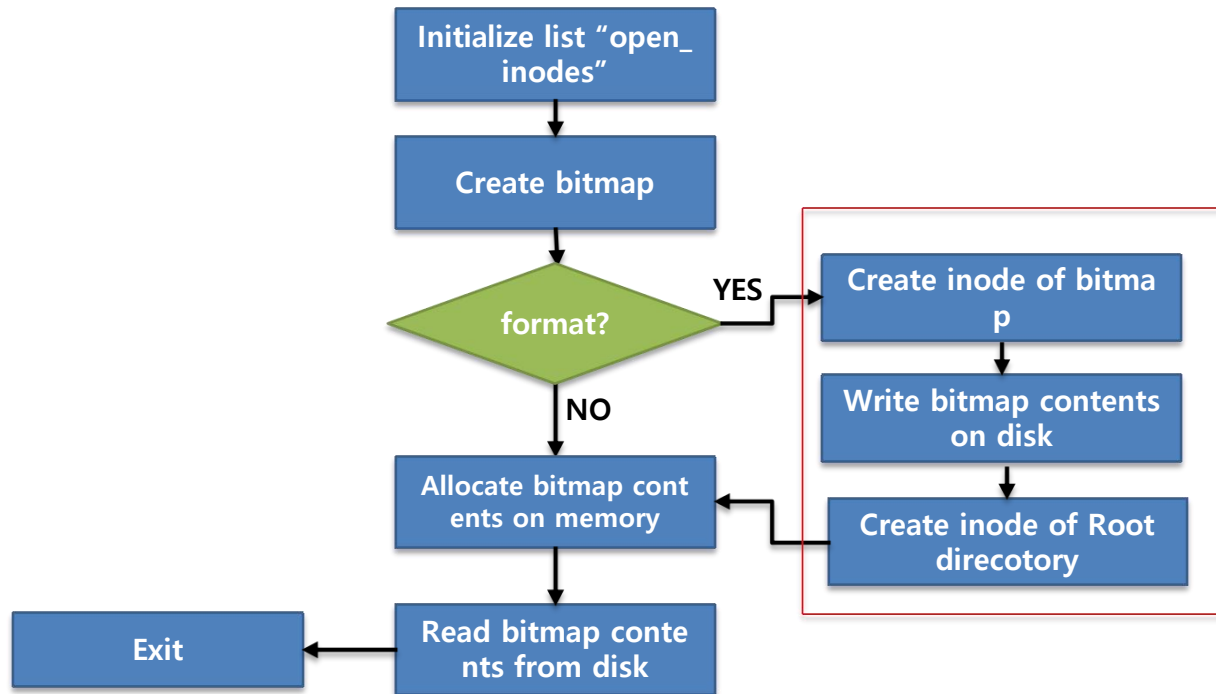 Initialize list “open_
inodes”
Create bitmap
format?
YES
NO
Create inode of bitma
p
Write bitmap contents
on disk
Create inode of Root
direcotory
Allocate bitmap cont
ents on memory
Read bitmap conte
nts from disk
Exit